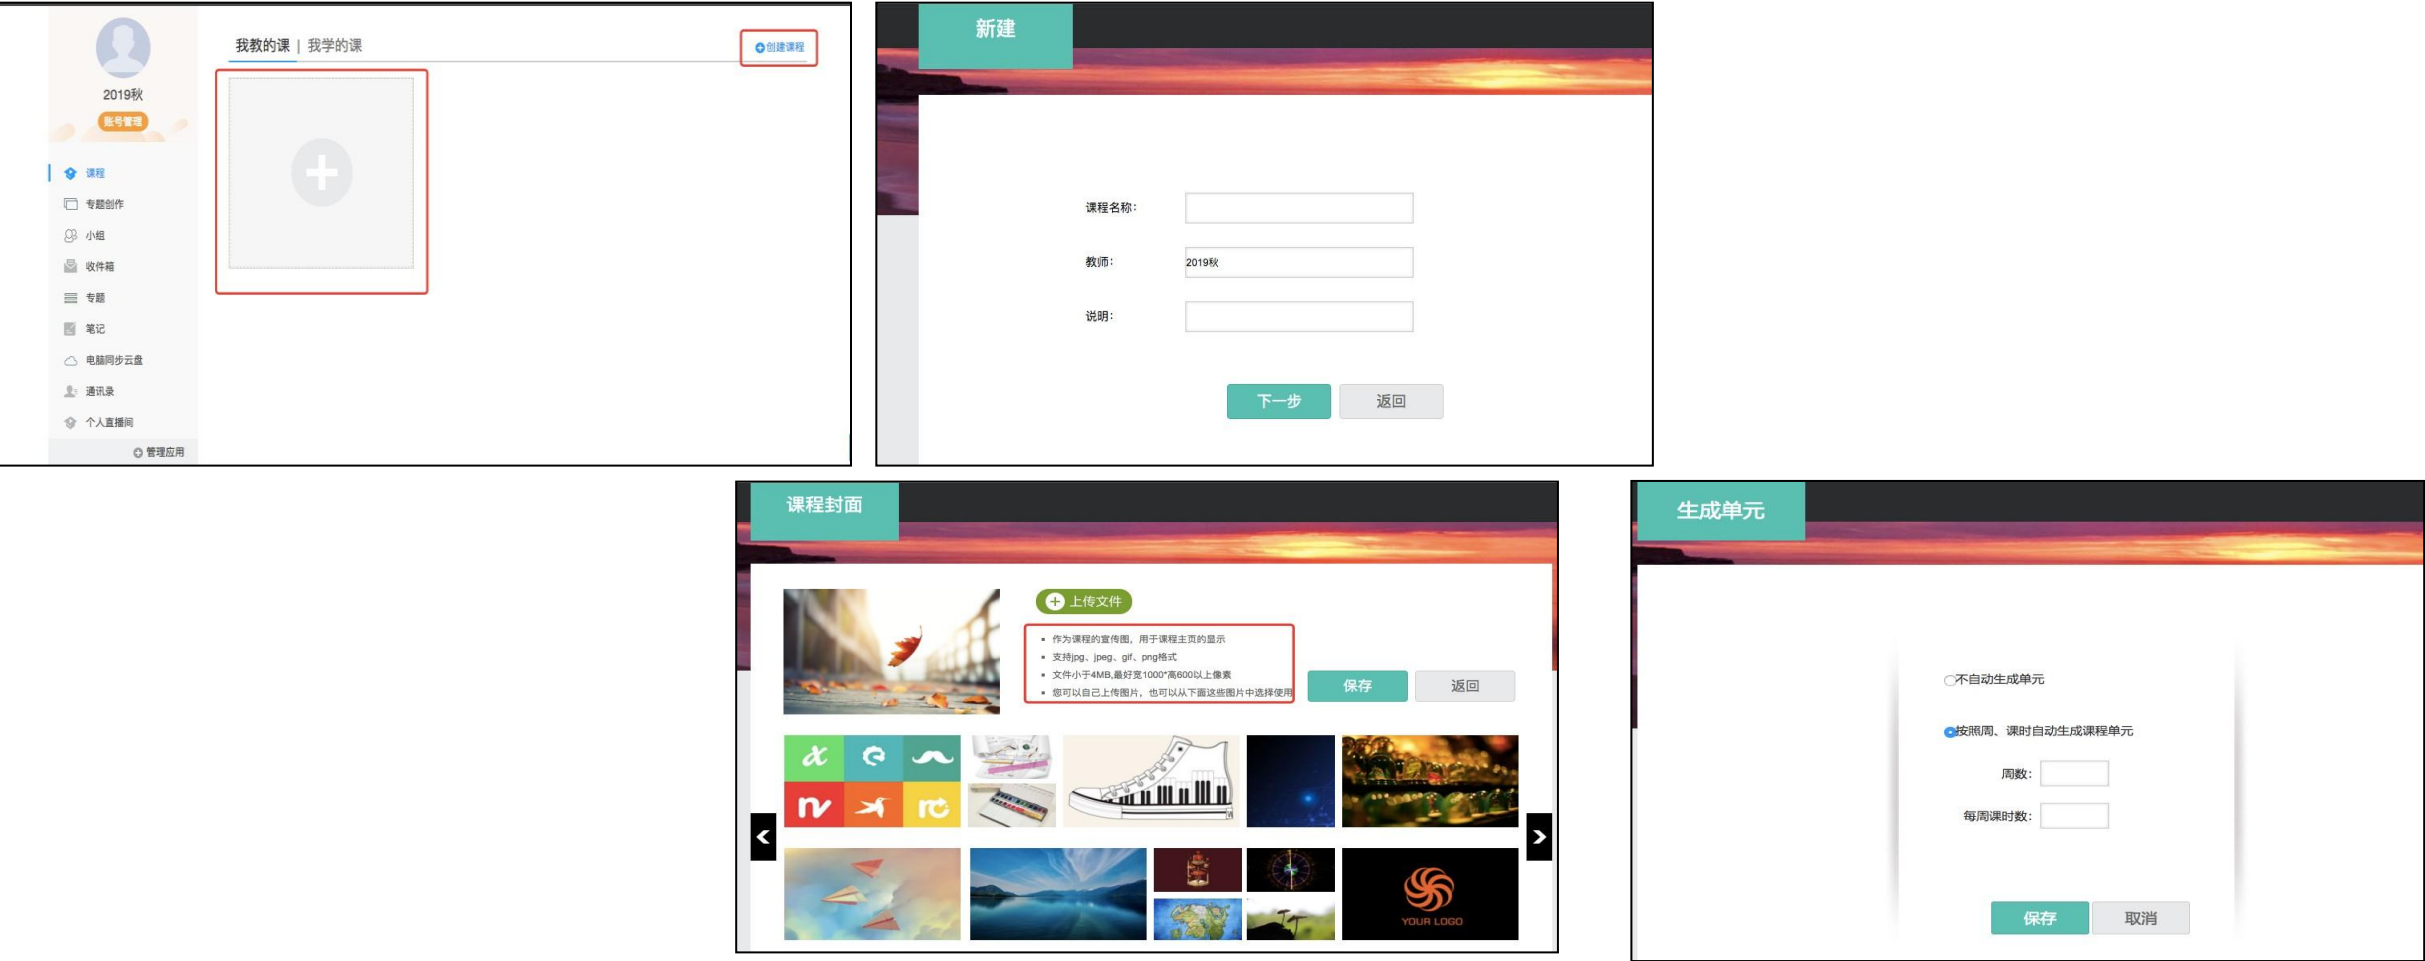 我教的课 | 我学的课
创建课程
2019秋
账号管理
课程
专题创作
小组
收件箱
专题
笔记
电脑同步云盘
通讯录
个人直播间
管理应用
新建
课程名称：
教师：
2019秋
说明：
下一步
返回
课程封面
上传文件
作为课程的宣传图，用于课程主页的显示
支持jpg、jpeg、gif、png格式
文件小于4MB,最好宽1000*高600以上像素
您可以自己上传图片，也可以从下面这些图片中选择使用
保存
返回
YOUR LOGO
生成单元
不自动生成单元
按照周、课时自动生成课程单元
周数：
每周课时数：
保存
取消